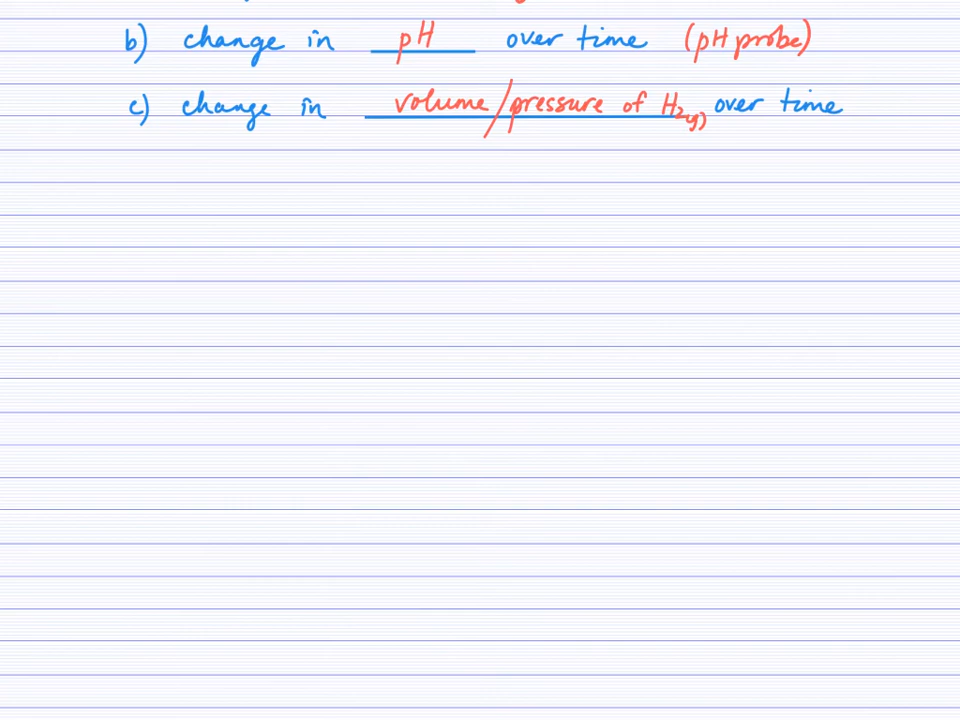 b) change in pH over time (pH probe)
c) change in volume/pressure of H₂(g) over time